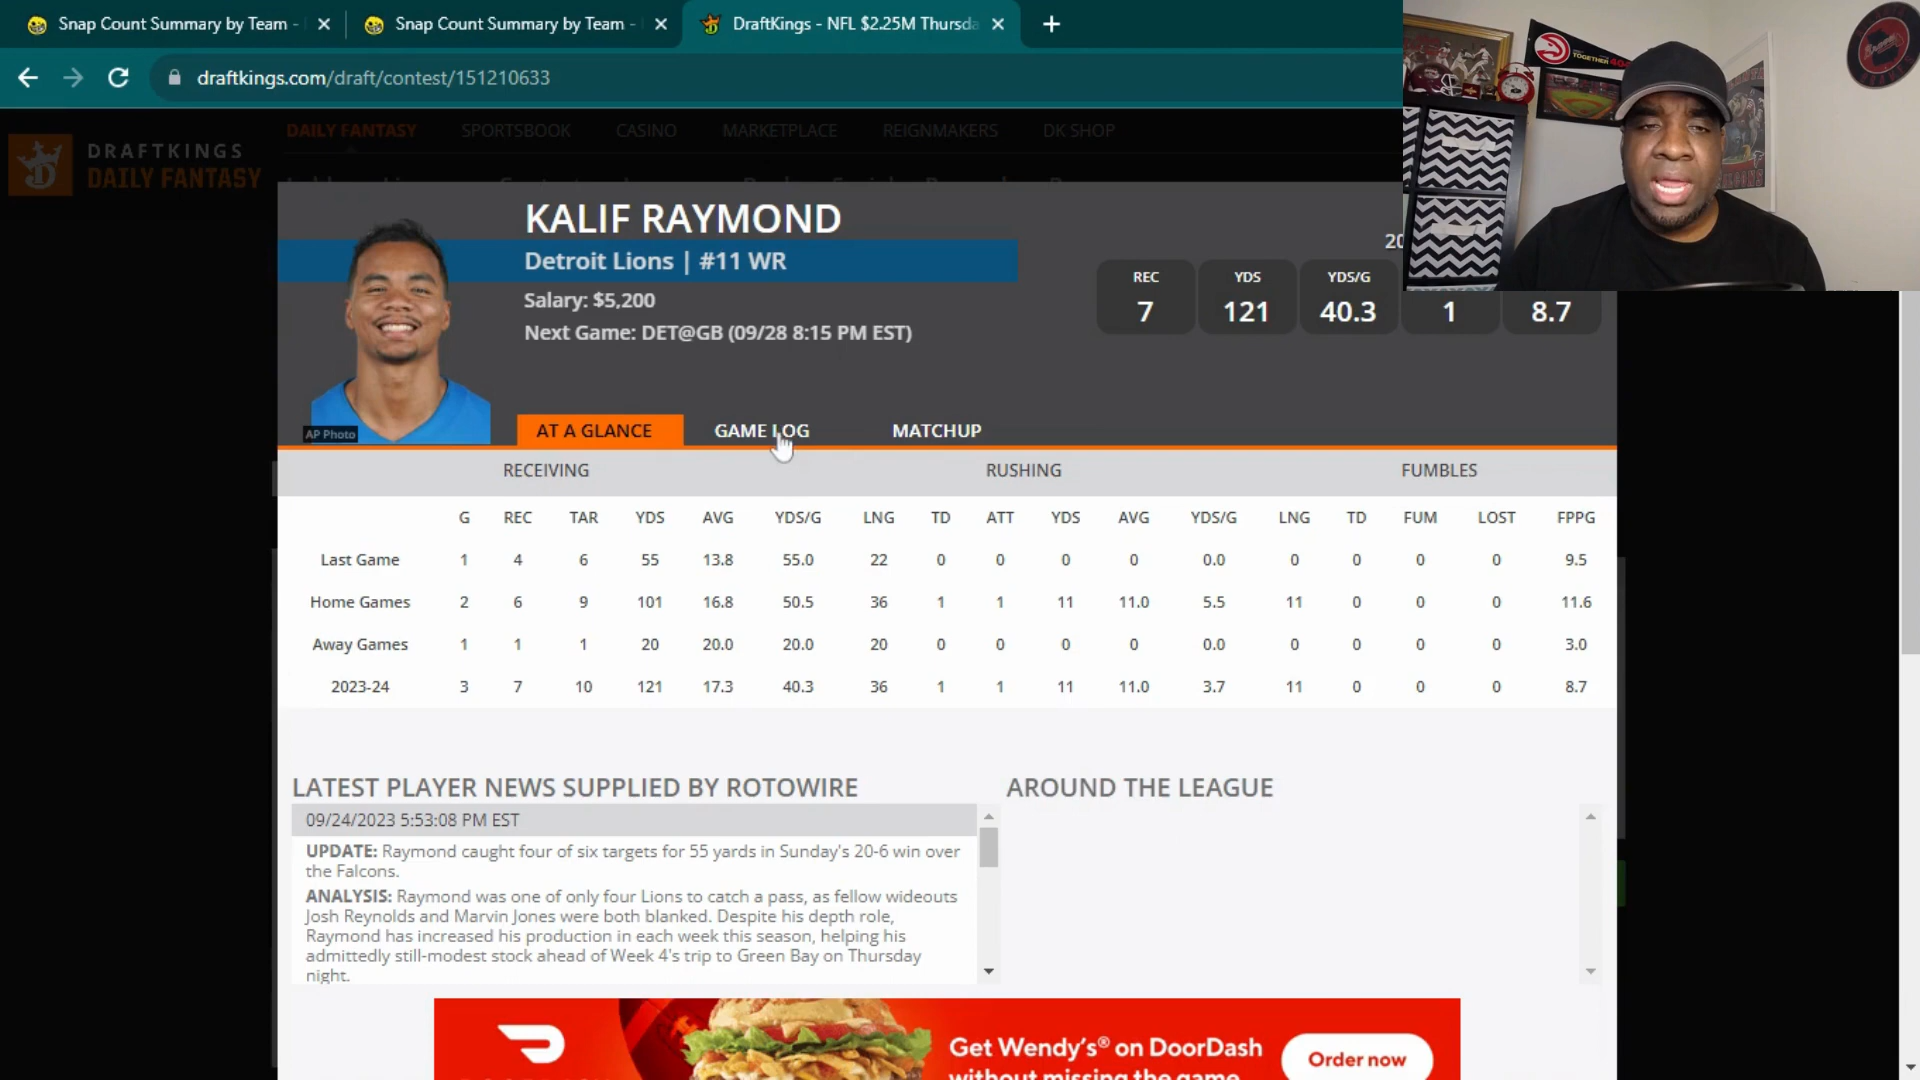 Snap Count Summary by Team -
Snap Count Summary by Team -
DraftKings - NFL $2.25M Thursda
draftkings.com/draft/contest/151210633
DRAFTKINGS
DAILY FANTASY
DAILY FANTASY SPORTSBOOK CASINO MARKETPLACE REIGNMAKERS DK SHOP
TOGETHER
KALIF RAYMOND
Detroit Lions | #11 WR
Salary: $5,200
Next Game: DET@GB (09/28 8:15 PM EST)
20
REC YDS YDS/G
7 121 40.3 1 8.7
AP Photo
AT A GLANCE GAME LOG MATCHUP
RECEIVING RUSHING FUMBLES
G REC TAR YDS AVG YDS/G LNG TD ATT YDS AVG YDS/G LNG TD FUM LOST FPPG
Last Game 1 4 6 55 13.8 55.0 22 0 0 0 0 0.0 0 0 0 0 9.5
Home Games 2 6 9 101 16.8 50.5 36 1 1 11 11.0 5.5 11 0 0 0 11.6
Away Games 1 1 1 20 20.0 20.0 20 0 0 0 0 0.0 0 0 0 0 3.0
2023-24 3 7 10 121 17.3 40.3 36 1 1 11 11.0 3.7 11 0 0 0 8.7
LATEST PLAYER NEWS SUPPLIED BY ROTOWIRE
AROUND THE LEAGUE
09/24/2023 5:53:08 PM EST
UPDATE: Raymond caught four of six targets for 55 yards in Sunday's 20-6 win over
the Falcons.
ANALYSIS: Raymond was one of only four Lions to catch a pass, as fellow wideouts
Josh Reynolds and Marvin Jones were both blanked. Despite his depth role,
Raymond has increased his production in each week this season, helping his
admittedly still-modest stock ahead of Week 4's trip to Green Bay on Thursday
night.
Get Wendy's® on DoorDash
without missing the game
Order now